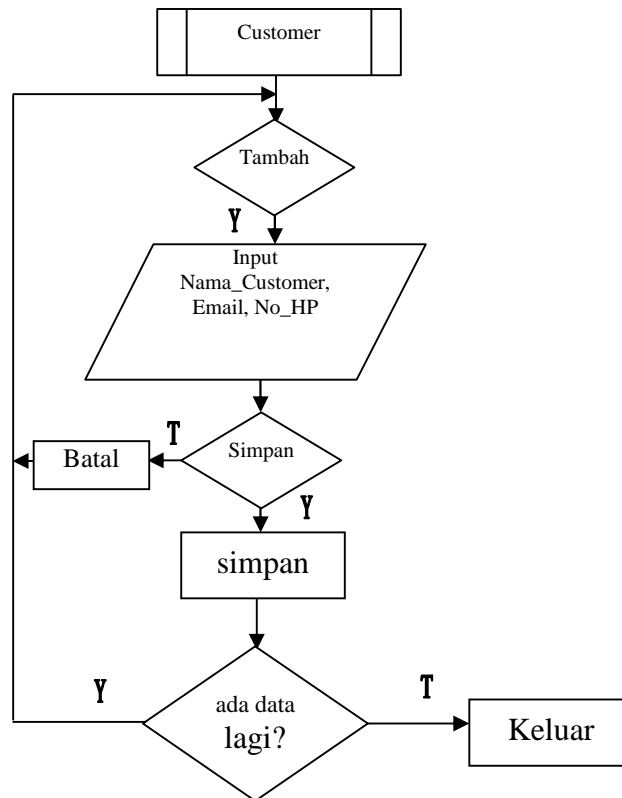 Customer
Tambah
Y
Input
Nama_Customer,
Email, No_HP
T
Batal
Simpan
Y
simpan
Y
ada data
lagi?
T
Keluar